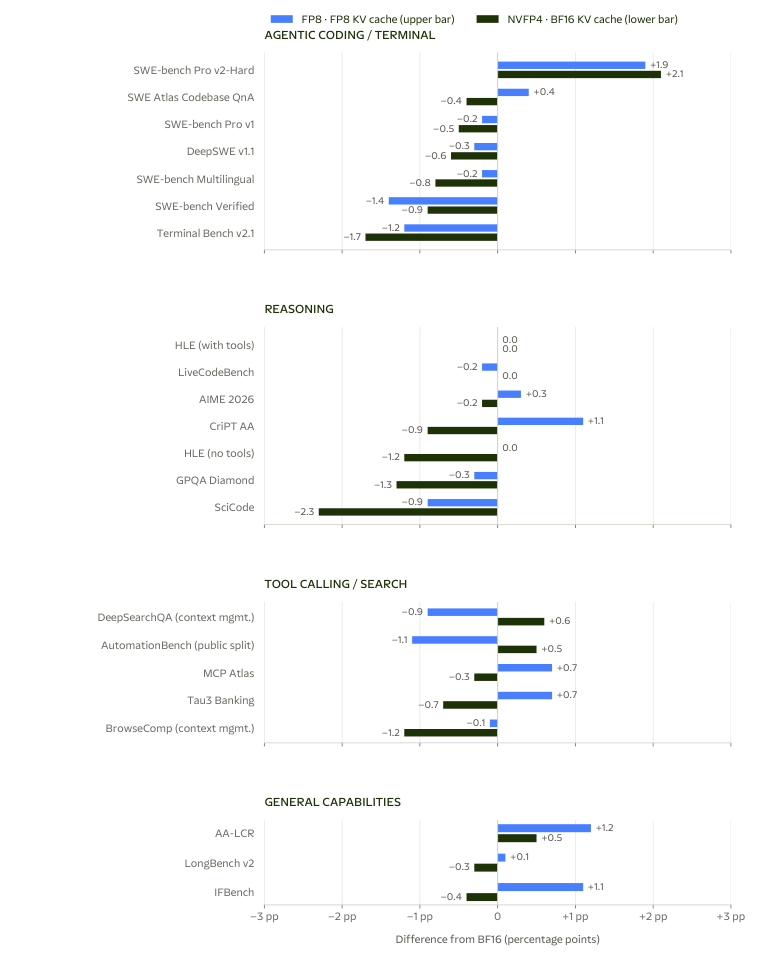 FP8 · FP8 KV cache (upper bar) NVFP4 · BF16 KV cache (lower bar)
AGENTIC CODING / TERMINAL
SWE-bench Pro v2-Hard +1.9 +2.1
SWE Atlas Codebase QnA +0.4 −0.4
SWE-bench Pro v1 −0.2 −0.5
DeepSWE v1.1 −0.3 −0.6
SWE-bench Multilingual −0.2 −0.8
SWE-bench Verified −1.4 −0.9
Terminal Bench v2.1 −1.2 −1.7
REASONING
HLE (with tools) 0.0 0.0
LiveCodeBench −0.2 0.0
AIME 2026 +0.3 −0.2
CriPT AA +1.1 −0.9
HLE (no tools) 0.0 −1.2
GPQA Diamond −0.3 −1.3
SciCode −0.9 −2.3
TOOL CALLING / SEARCH
DeepSearchQA (context mgmt.) −0.9 +0.6
AutomationBench (public split) −1.1 +0.5
MCP Atlas +0.7 −0.3
Tau3 Banking +0.7 −0.7
BrowseComp (context mgmt.) −0.1 −1.2
GENERAL CAPABILITIES
AA-LCR +1.2 +0.5
LongBench v2 +0.1 −0.3
IFBench +1.1 −0.4
−3 pp −2 pp −1 pp 0 +1 pp +2 pp +3 pp
Difference from BF16 (percentage points)